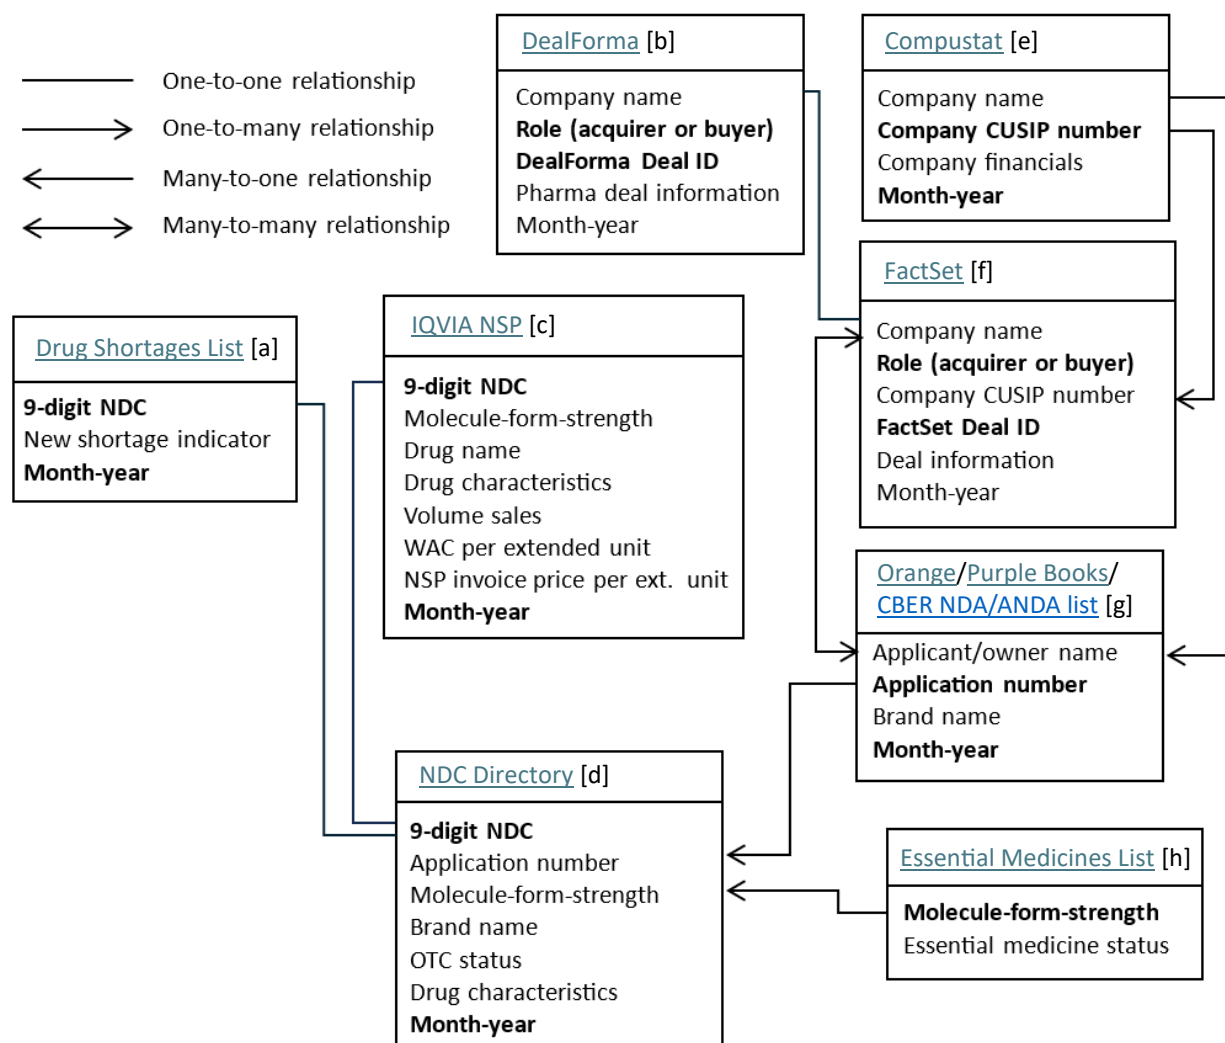 One-to-one relationship
One-to-many relationship
Many-to-one relationship
Many-to-many relationship
DealForma [b]
Company name
Role (acquirer or buyer)
DealForma Deal ID
Pharma deal information
Month-year
Compustat [e]
Company name
Company CUSIP number
Company financials
Month-year
Drug Shortages List [a]
9-digit NDC
New shortage indicator
Month-year
IQVIA NSP [c]
9-digit NDC
Molecule-form-strength
Drug name
Drug characteristics
Volume sales
WAC per extended unit
NSP invoice price per ext. unit
Month-year
FactSet [f]
Company name
Role (acquirer or buyer)
Company CUSIP number
FactSet Deal ID
Deal information
Month-year
Orange/Purple Books/
CBER NDA/ANDA list [g]
Applicant/owner name
Application number
Brand name
Month-year
NDC Directory [d]
9-digit NDC
Application number
Molecule-form-strength
Brand name
OTC status
Drug characteristics
Month-year
Essential Medicines List [h]
Molecule-form-strength
Essential medicine status